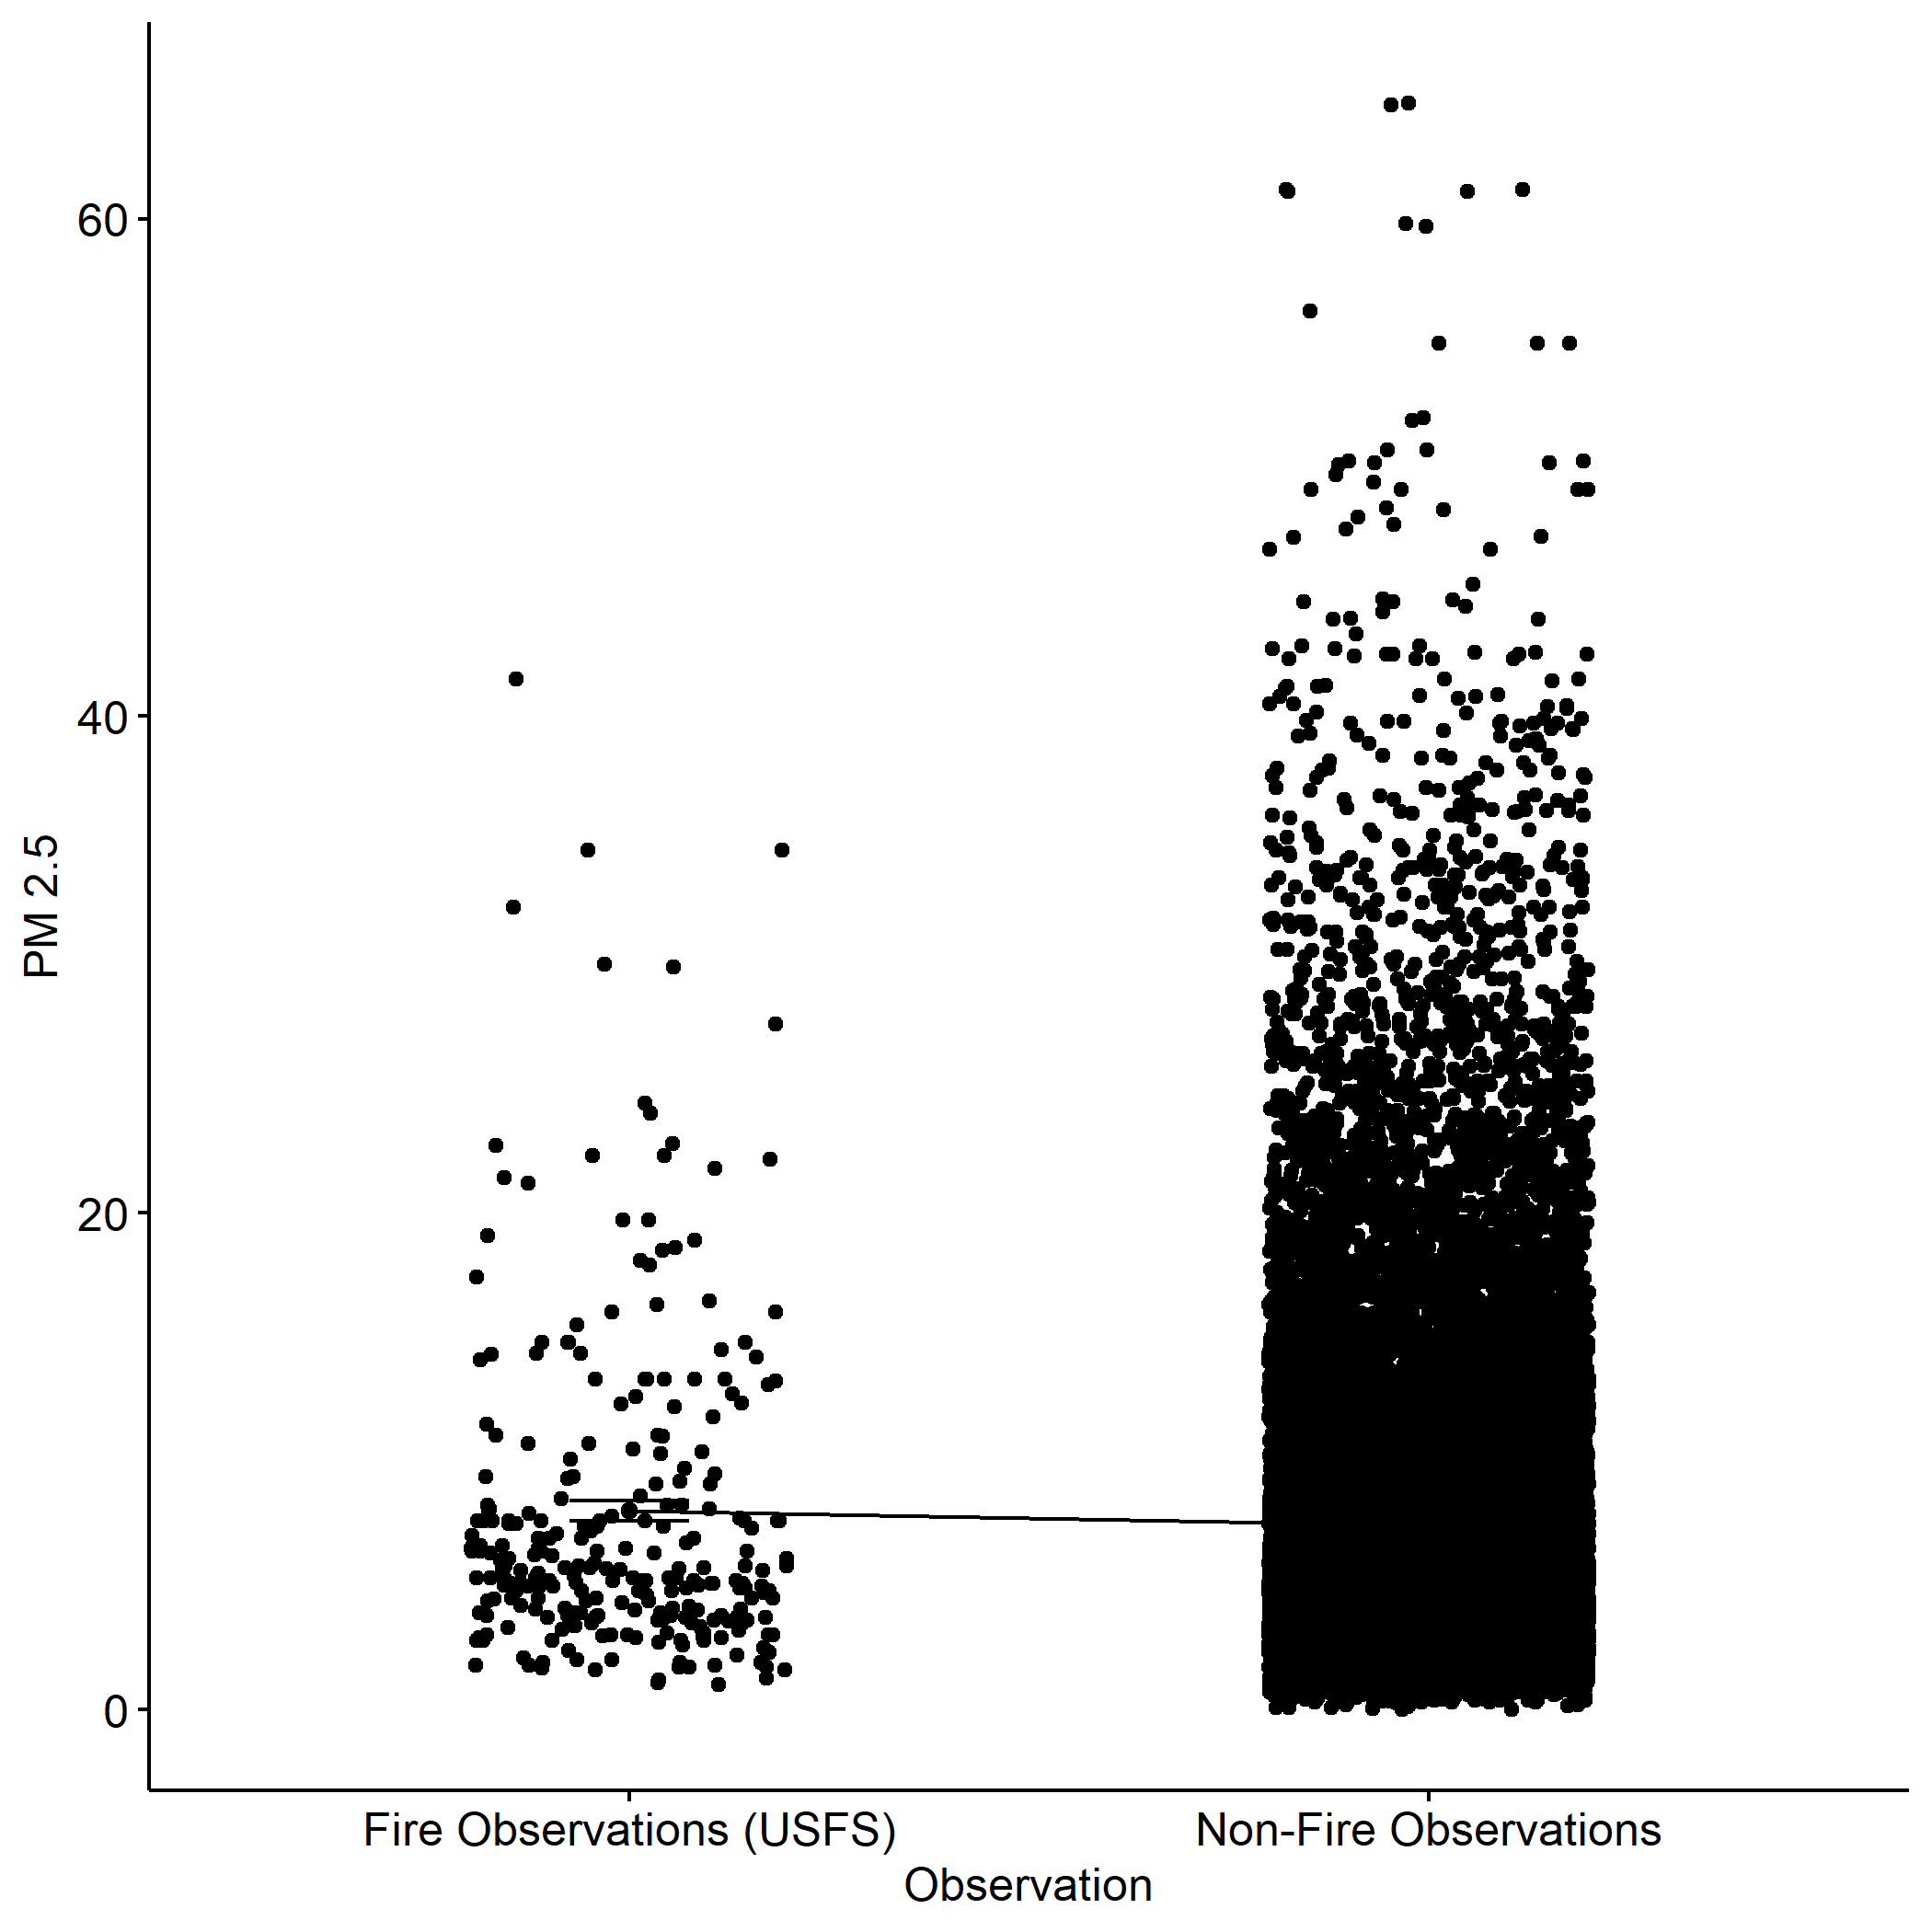 60
40
20
0
PM 2.5
Fire Observations (USFS)
Non-Fire Observations
Observation